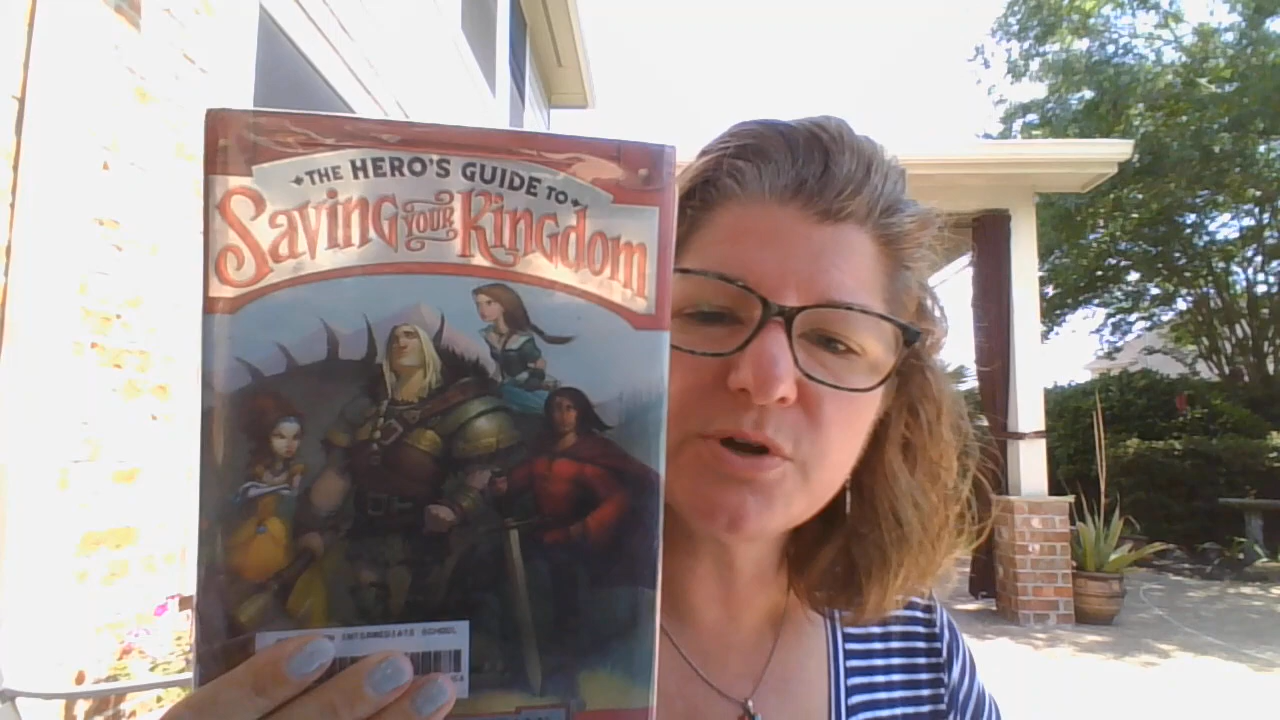 THE HERO'S GUIDE TO
Saving YOUR Kingdom
INTERMEDIATE SCHOOL